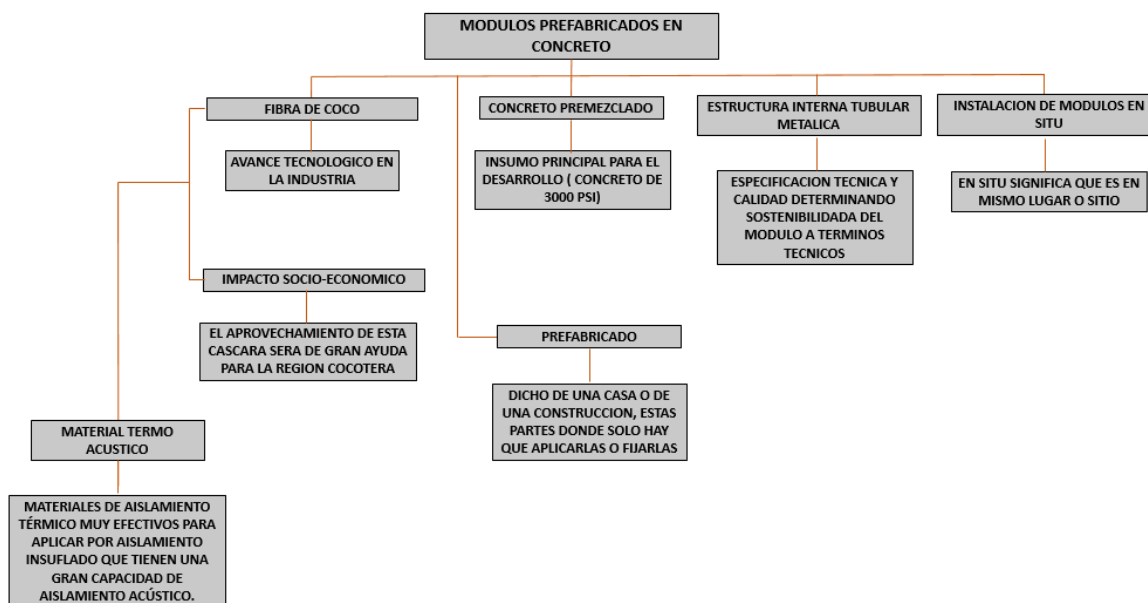 MODULOS PREFABRICADOS EN
CONCRETO
FIBRA DE COCO
CONCRETO PREMEZCLADO
ESTRUCTURA INTERNA TUBULAR
METALICA
INSTALACION DE MODULOS EN
SITU
AVANCE TECNOLOGICO EN
LA INDUSTRIA
INSUMO PRINCIPAL PARA EL
DESARROLLO ( CONCRETO DE
3000 PSI)
ESPECIFICACION TECNICA Y
CALIDAD DETERMINANDO
SOSTENIBILIDADA DEL
MODULO A TERMINOS
TECNICOS
EN SITU SIGNIFICA QUE ES EN
MISMO LUGAR O SITIO
IMPACTO SOCIO-ECONOMICO
EL APROVECHAMIENTO DE ESTA
CASCARA SERA DE GRAN AYUDA
PARA LA REGION COCOTERA
PREFABRICADO
DICHO DE UNA CASA O DE
UNA CONSTRUCCION, ESTAS
PARTES DONDE SOLO HAY
QUE APLICARLAS O FIJARLAS
MATERIAL TERMO
ACUSTICO
MATERIALES DE AISLAMIENTO
TÉRMICO MUY EFECTIVOS PARA
APLICAR POR AISLAMIENTO
INSUFLADO QUE TIENEN UNA
GRAN CAPACIDAD DE
AISLAMIENTO ACÚSTICO.